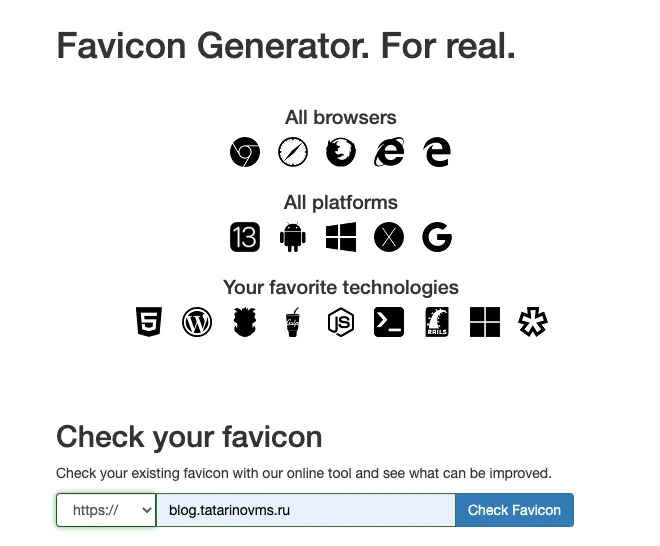 Favicon Generator. For real.
All browsers
All platforms
13
X
G
Your favorite technologies
5
W
Gulp
JS
>_
RAILS
Check your favicon
Check your existing favicon with our online tool and see what can be improved.
https:// blog.tatarinovms.ru Check Favicon